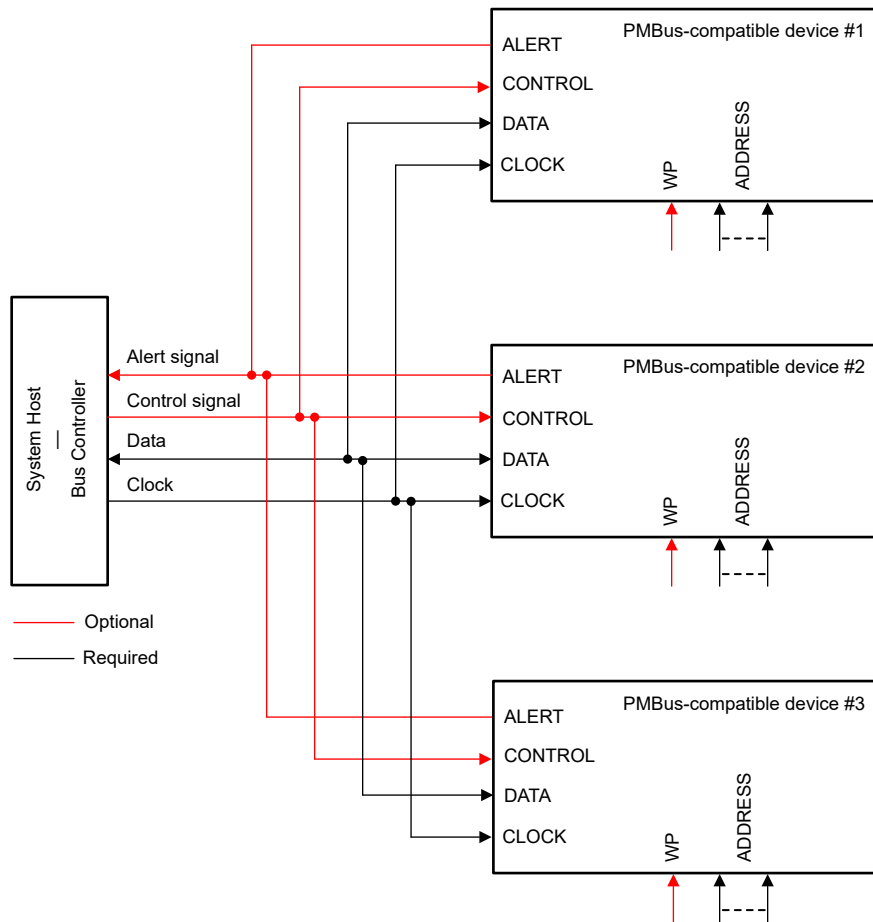 PMBus-compatible device #1
ALERT
CONTROL
DATA
CLOCK
WP
ADDRESS
System Host
—
Bus Controller
Alert signal
Control signal
Data
Clock
PMBus-compatible device #2
ALERT
CONTROL
DATA
CLOCK
WP
ADDRESS
Optional
Required
PMBus-compatible device #3
ALERT
CONTROL
DATA
CLOCK
WP
ADDRESS